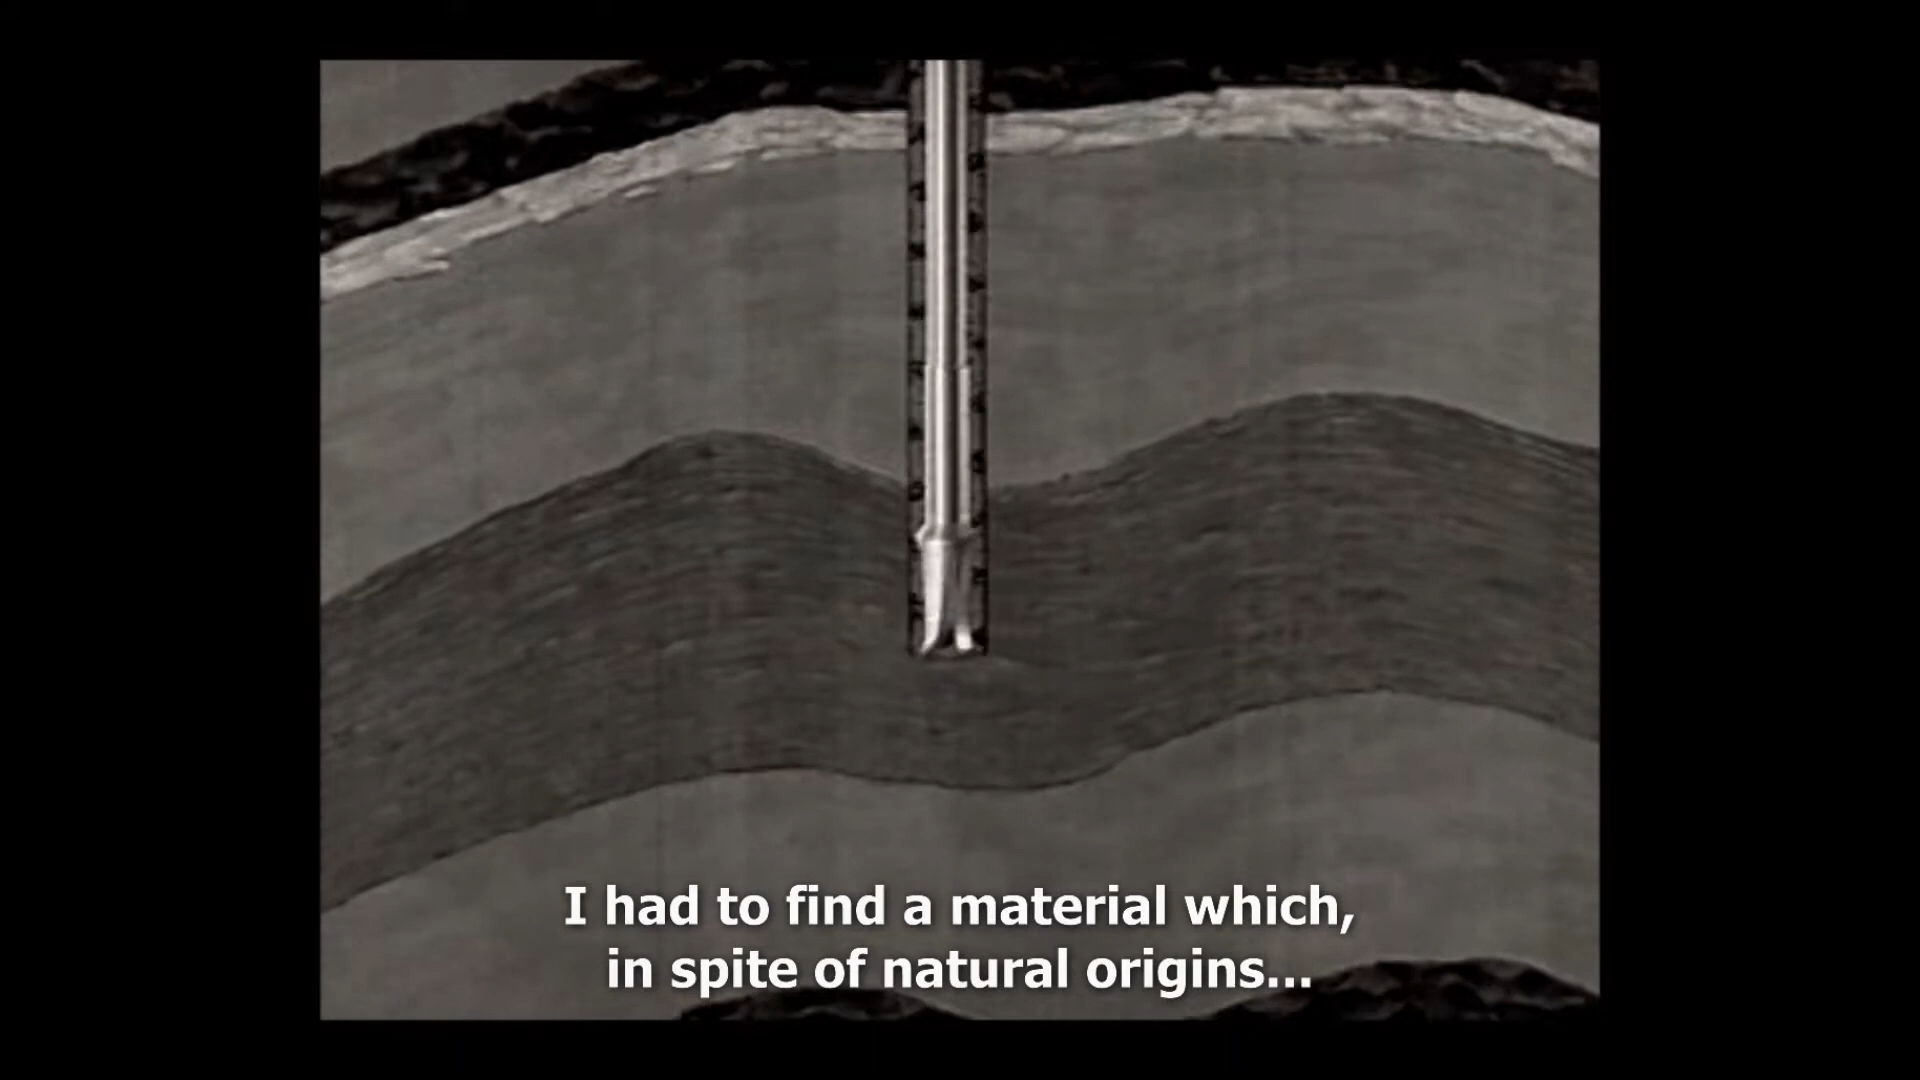 I had to find a material which,
in spite of natural origins...